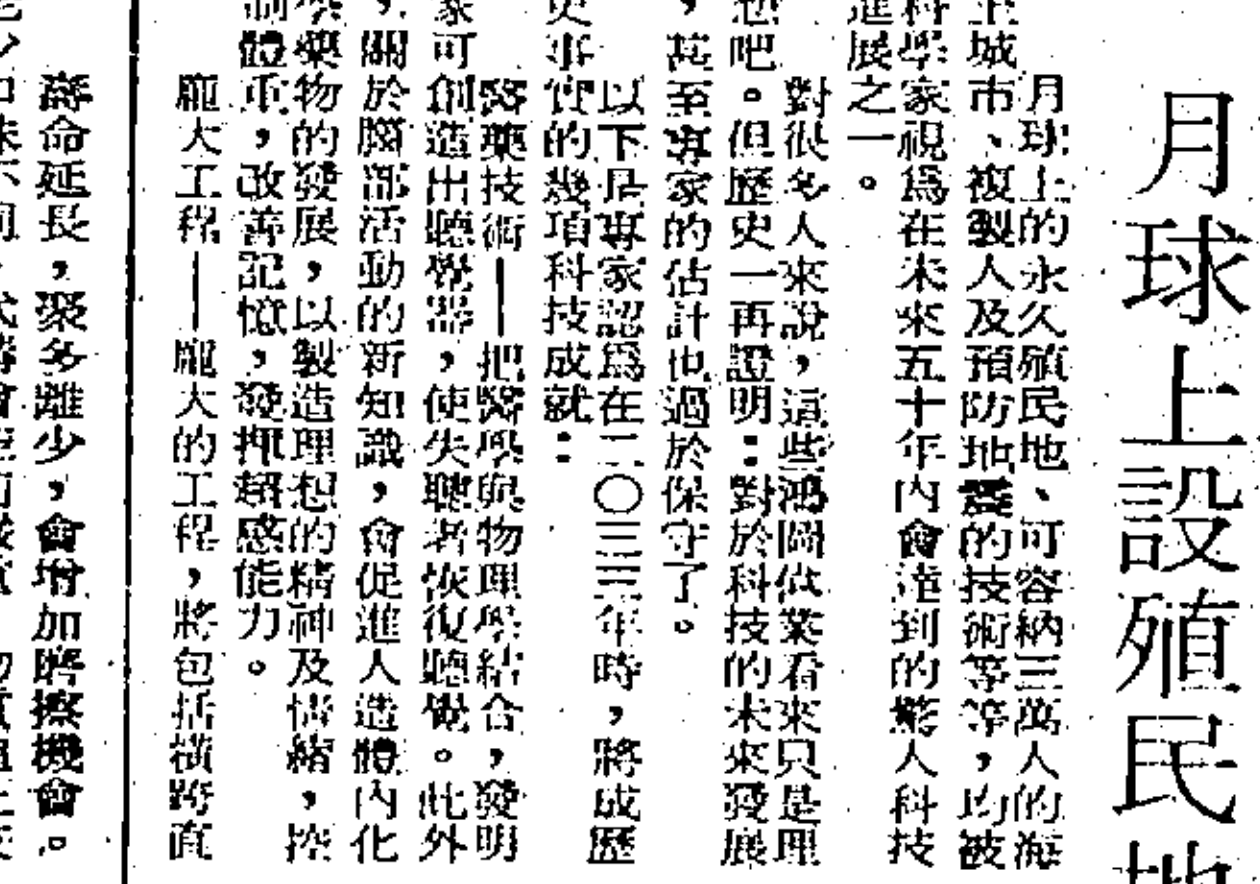 月球上設殖民地
月球上的永久殖民地、可容納三萬人的海
上城市、複製人及預防地震的技術等等,均被
科學家視爲在未來五十年內會達到的驚人科技
進展之一。
對很多人來說,這些鴻圖偉業看來只是理
想吧。但歷史一再證明:對於科技的未來發展
,甚至專家的估計也過於保守了。
以下是專家認爲在二〇三三年時,將成歷
史事實的幾項科技成就:
醫藥技術——把醫學與物理學結合,發明
家可創造出聽覺器,使失聰者恢復聽覺。此外
,關於腦部活動的新知識,會促進人造體內化
學藥物的發展,以製造理想的精神及情緒,控
制體重,改善記憶,發揮超感能力。
龐大工程——龐大的工程,將包括橫跨直
壽命延長,聚多離少,會增加磨擦機會。